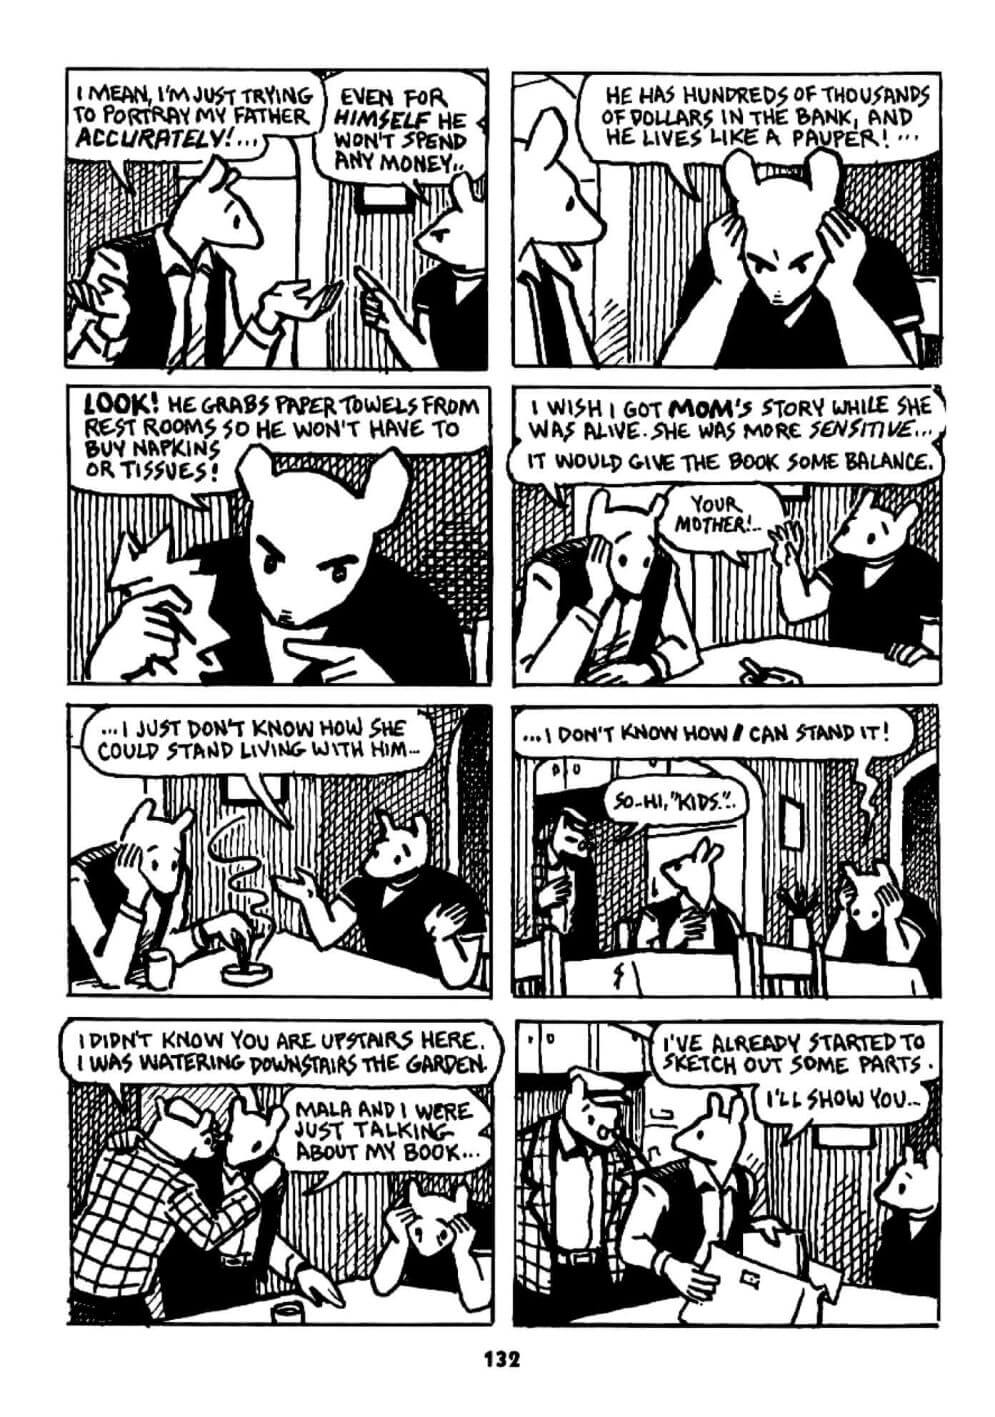 I MEAN, I'M JUST TRYING
TO PORTRAY MY FATHER
ACCURATELY!...
EVEN FOR
HIMSELF HE
WON'T SPEND
ANY MONEY..
HE HAS HUNDREDS OF THOUSANDS
OF DOLLARS IN THE BANK, AND
HE LIVES LIKE A PAUPER! ...
LOOK! HE GRABS PAPER TOWELS FROM
REST ROOMS SO HE WON'T HAVE TO
BUY NAPKINS
OR TISSUES!
I WISH I GOT MOM'S STORY WHILE SHE
WAS ALIVE. SHE WAS MORE SENSITIVE...
IT WOULD GIVE THE BOOK SOME BALANCE.
YOUR
MOTHER!..
...I JUST DON'T KNOW HOW SHE
COULD STAND LIVING WITH HIM...
...I DON'T KNOW HOW I CAN STAND IT!
SO-HI, "KIDS."..
I DIDN'T KNOW YOU ARE UPSTAIRS HERE.
I WAS WATERING DOWNSTAIRS THE GARDEN.
MALA AND I WERE
JUST TALKING
ABOUT MY BOOK...
I'VE ALREADY STARTED TO
SKETCH OUT SOME PARTS.
I'LL SHOW YOU...
132